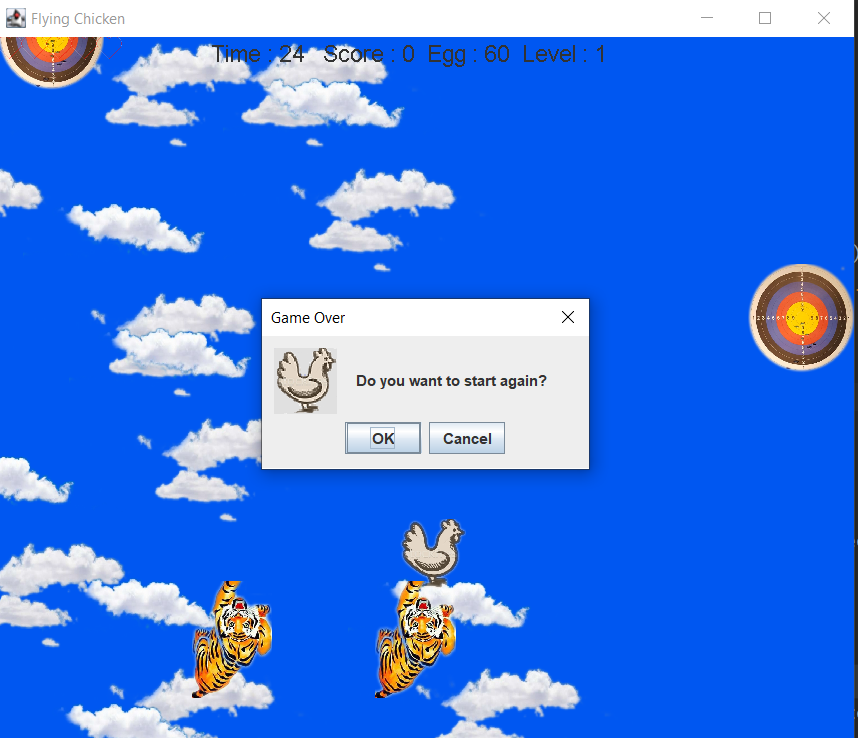 Flying Chicken
Time : 24 Score : 0 Egg : 60 Level : 1
Game Over
Do you want to start again?
OK Cancel